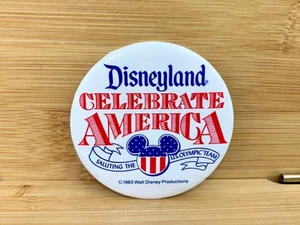 Disneyland
CELEBRATE
AMERICA
SALUTING THE U.S. OLYMPIC TEAM
©1983 Walt Disney Productions